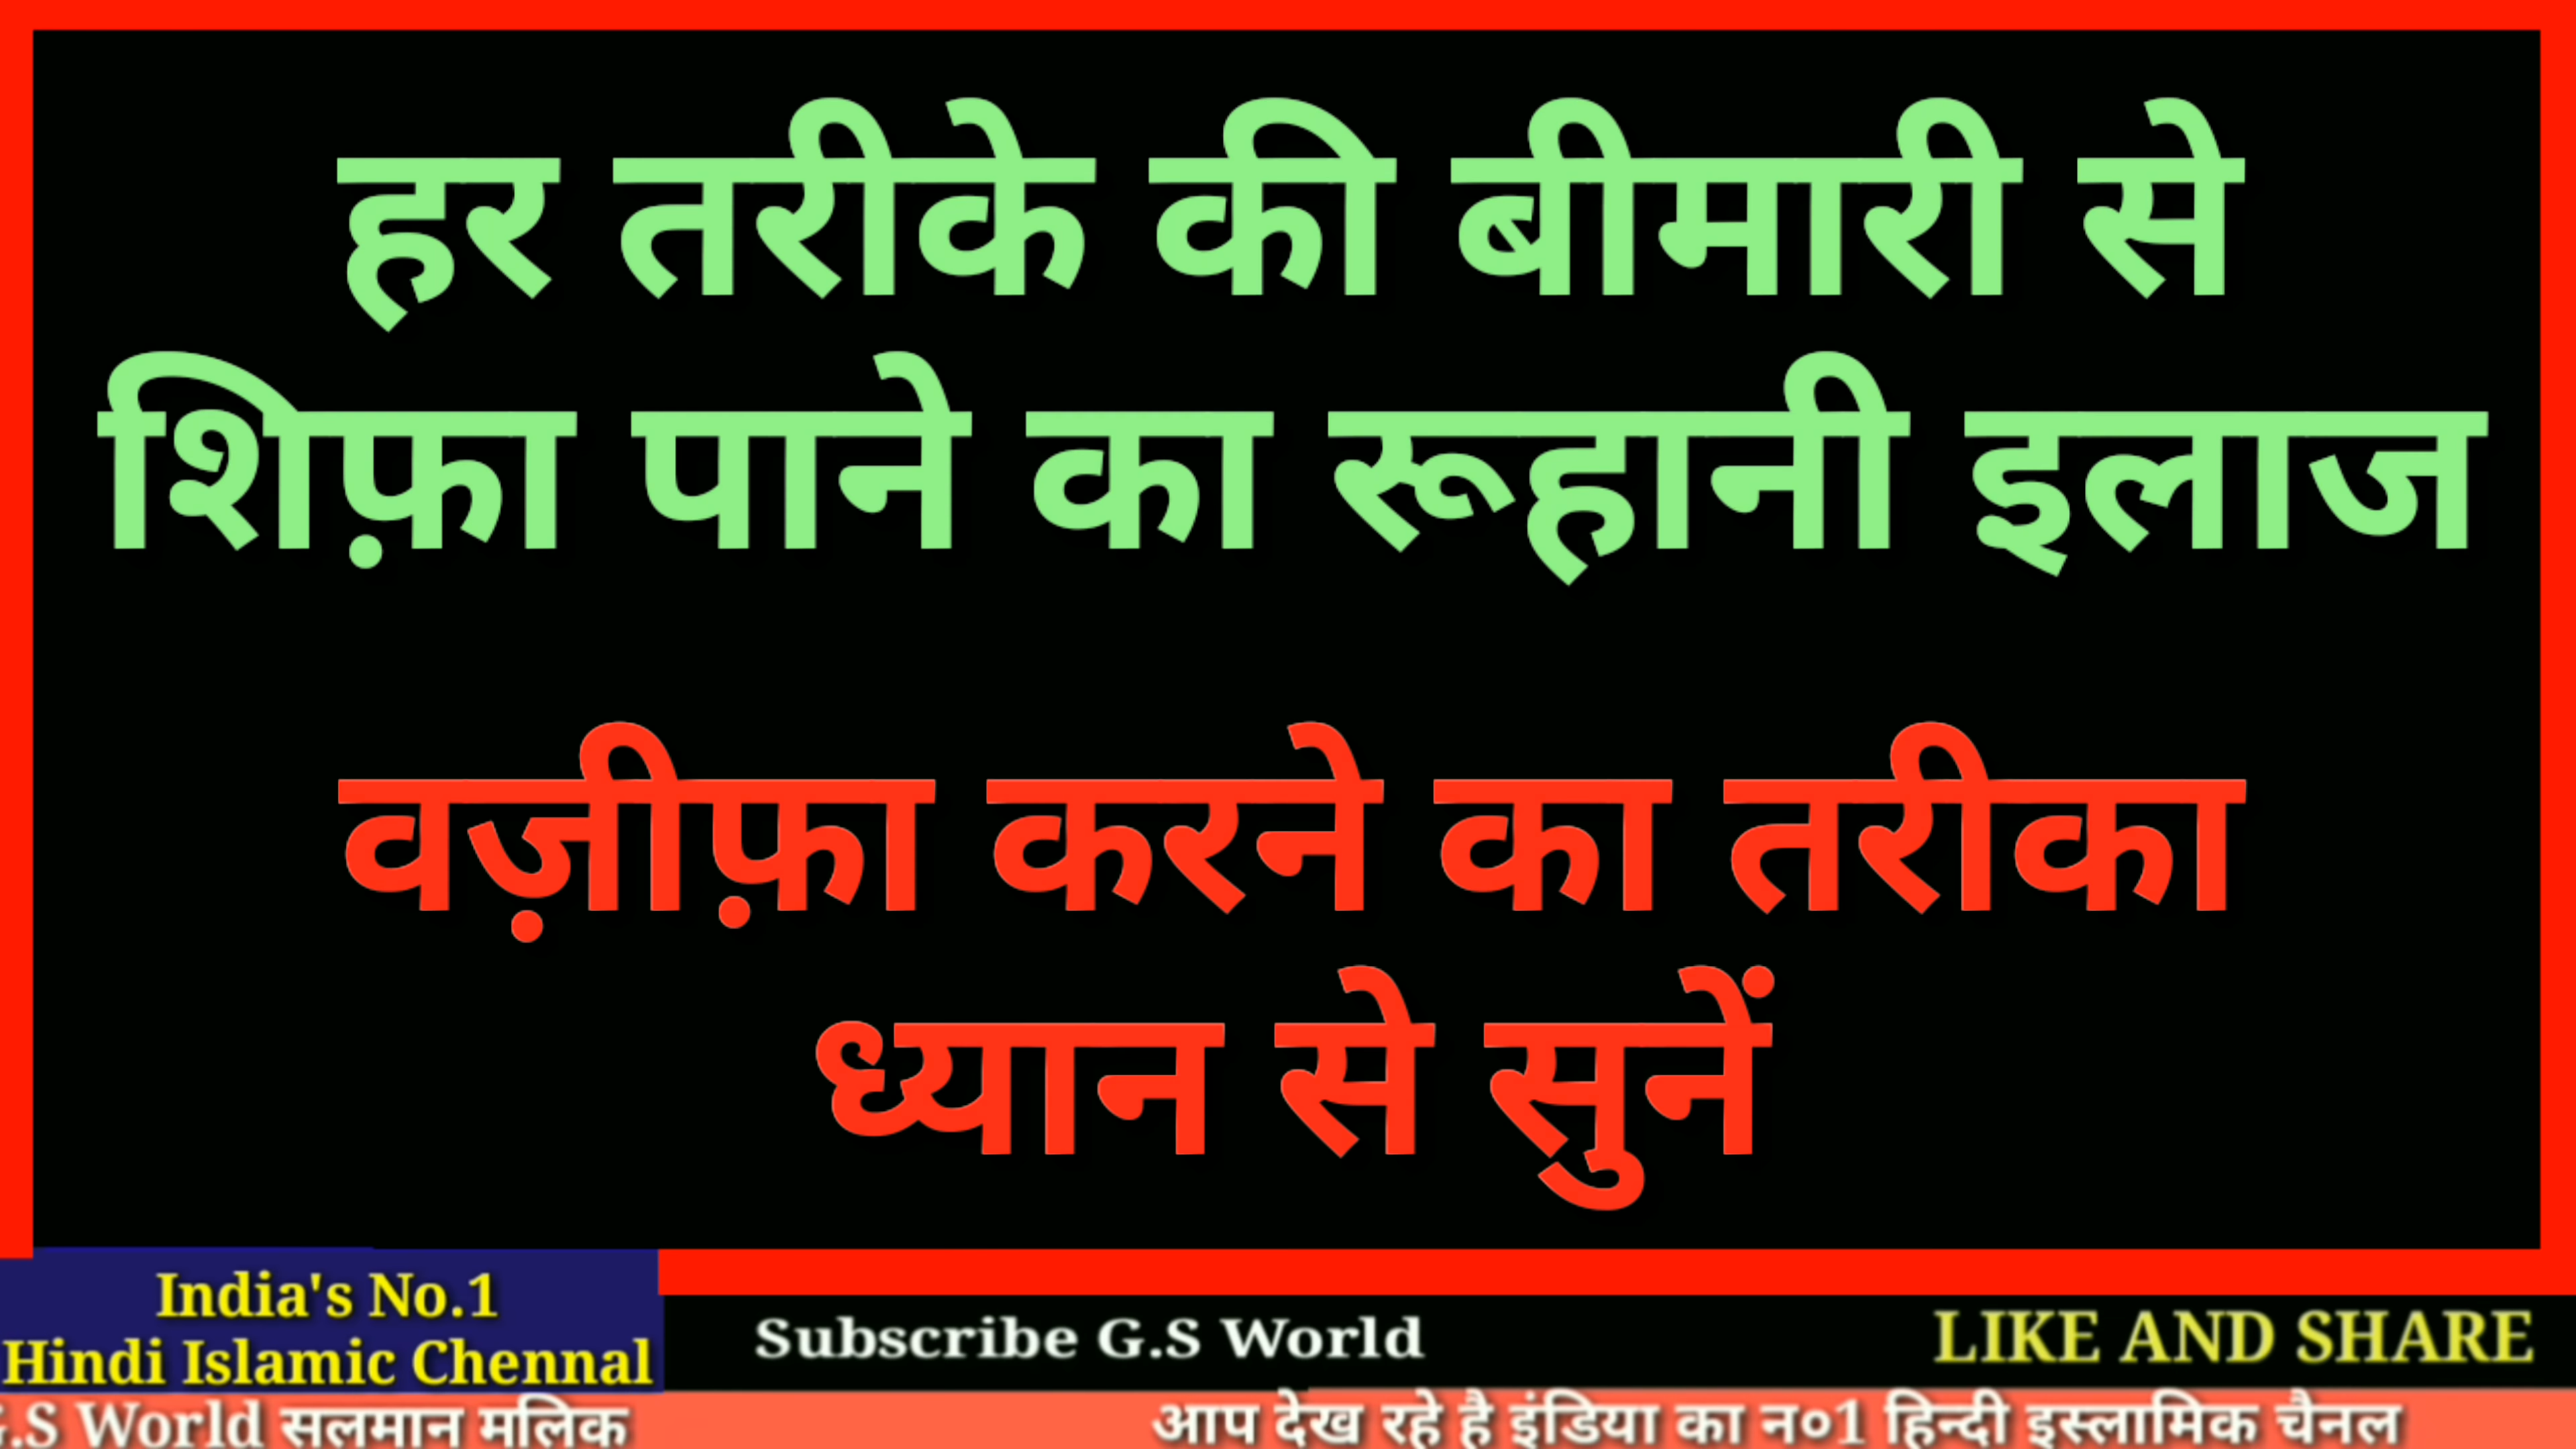 हर तरीके की बीमारी से
शिफ़ा पाने का रूहानी इलाज
वज़ीफ़ा करने का तरीका
ध्यान से सुनें
India's No.1
Hindi Islamic Chennal
Subscribe G.S World
LIKE AND SHARE
G.S World सलमान मलिक
आप देख रहे है इंडिया का न०1 हिन्दी इस्लामिक चैनल